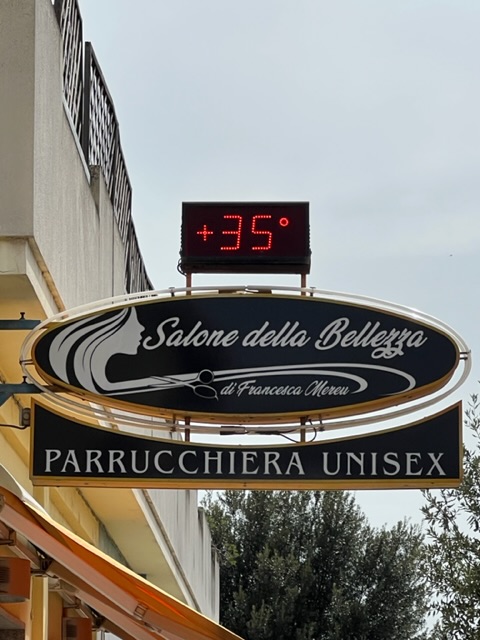 +35°
Salone della Bellezza
di Francesca Mereu
PARRUCCHIERA UNISEX